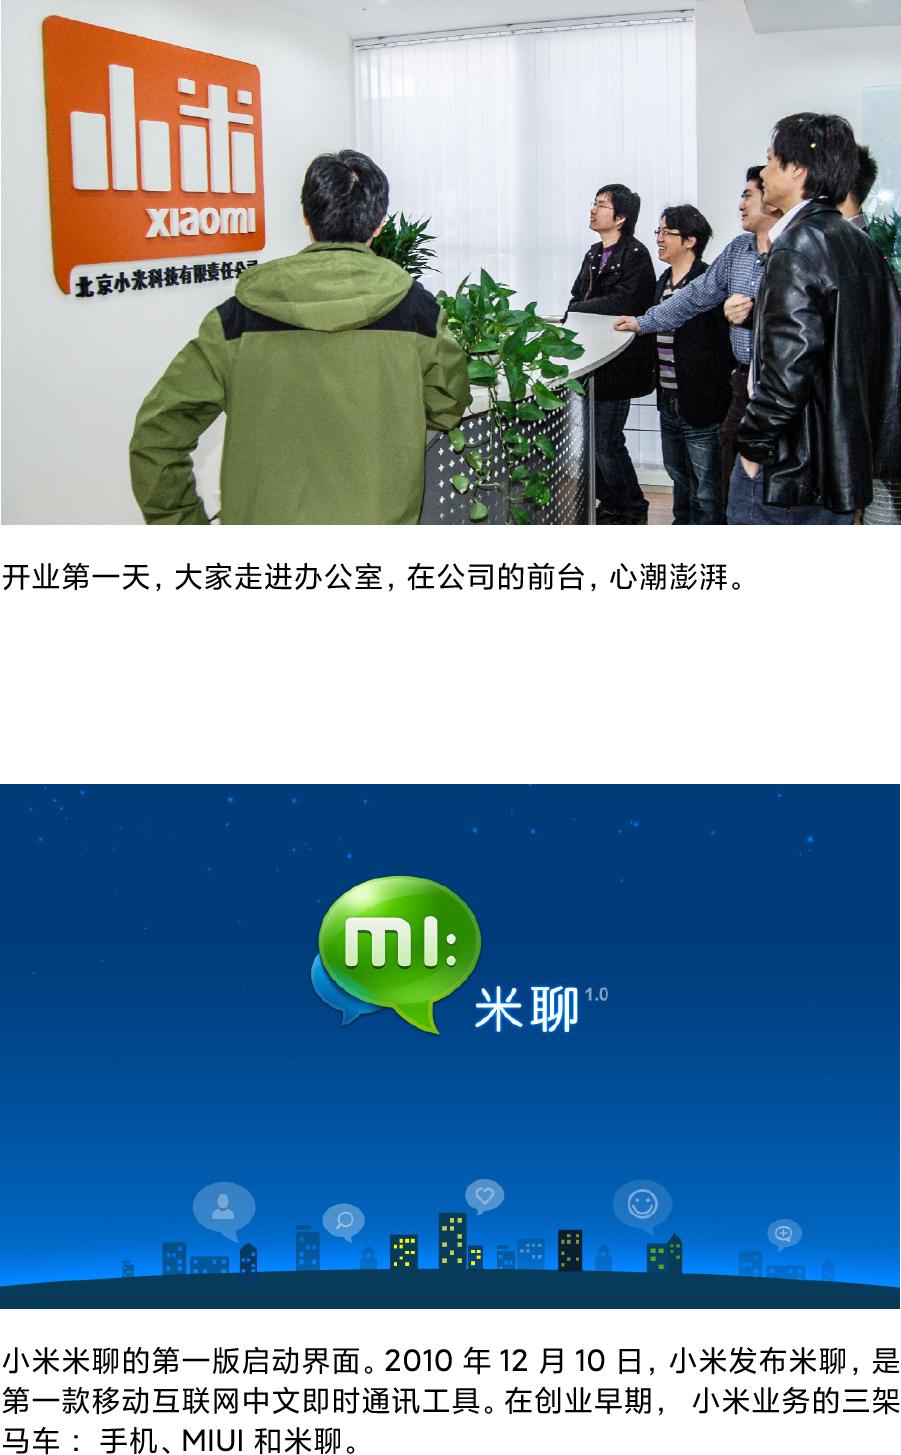 小米
xiaomi
北京小米科技有限责任公司
开业第一天，大家走进办公室，在公司的前台，心潮澎湃。
mi:
米聊 1.0
小米米聊的第一版启动界面。2010 年 12 月 10 日，小米发布米聊，是
第一款移动互联网中文即时通讯工具。在创业早期， 小米业务的三架
马车： 手机、MIUI 和米聊。